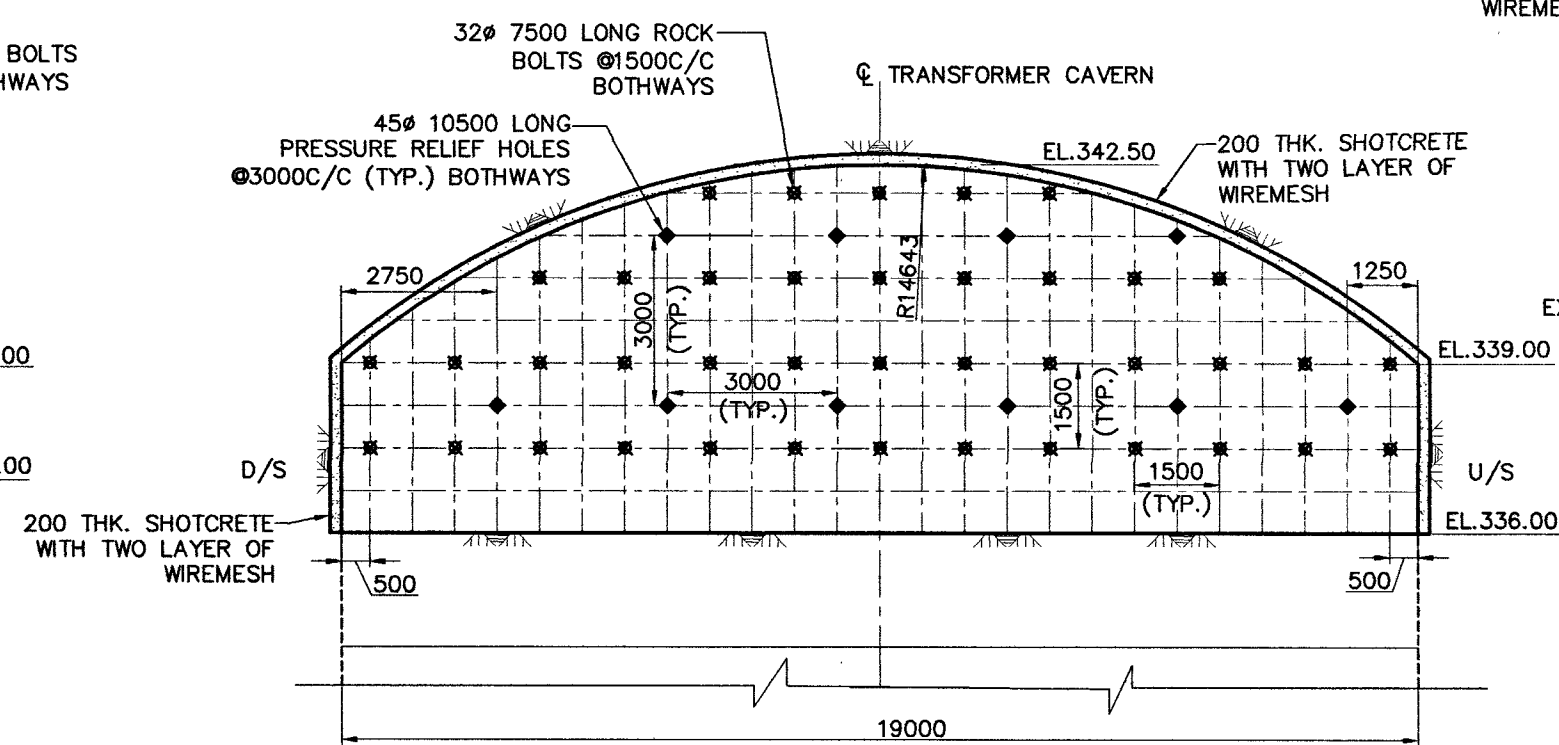 WIREME
BOLTS
HWAYS
32ø 7500 LONG ROCK
BOLTS @1500C/C
BOTHWAYS
℄ TRANSFORMER CAVERN
45ø 10500 LONG
PRESSURE RELIEF HOLES
@3000C/C (TYP.) BOTHWAYS
EL.342.50
200 THK. SHOTCRETE
WITH TWO LAYER OF
WIREMESH
2750
1250
R14643
3000
(TYP.)
E
00
EL.339.00
3000
(TYP.)
1500
(TYP.)
.00
D/S
U/S
1500
(TYP.)
200 THK. SHOTCRETE
WITH TWO LAYER OF
WIREMESH
EL.336.00
500
500
19000